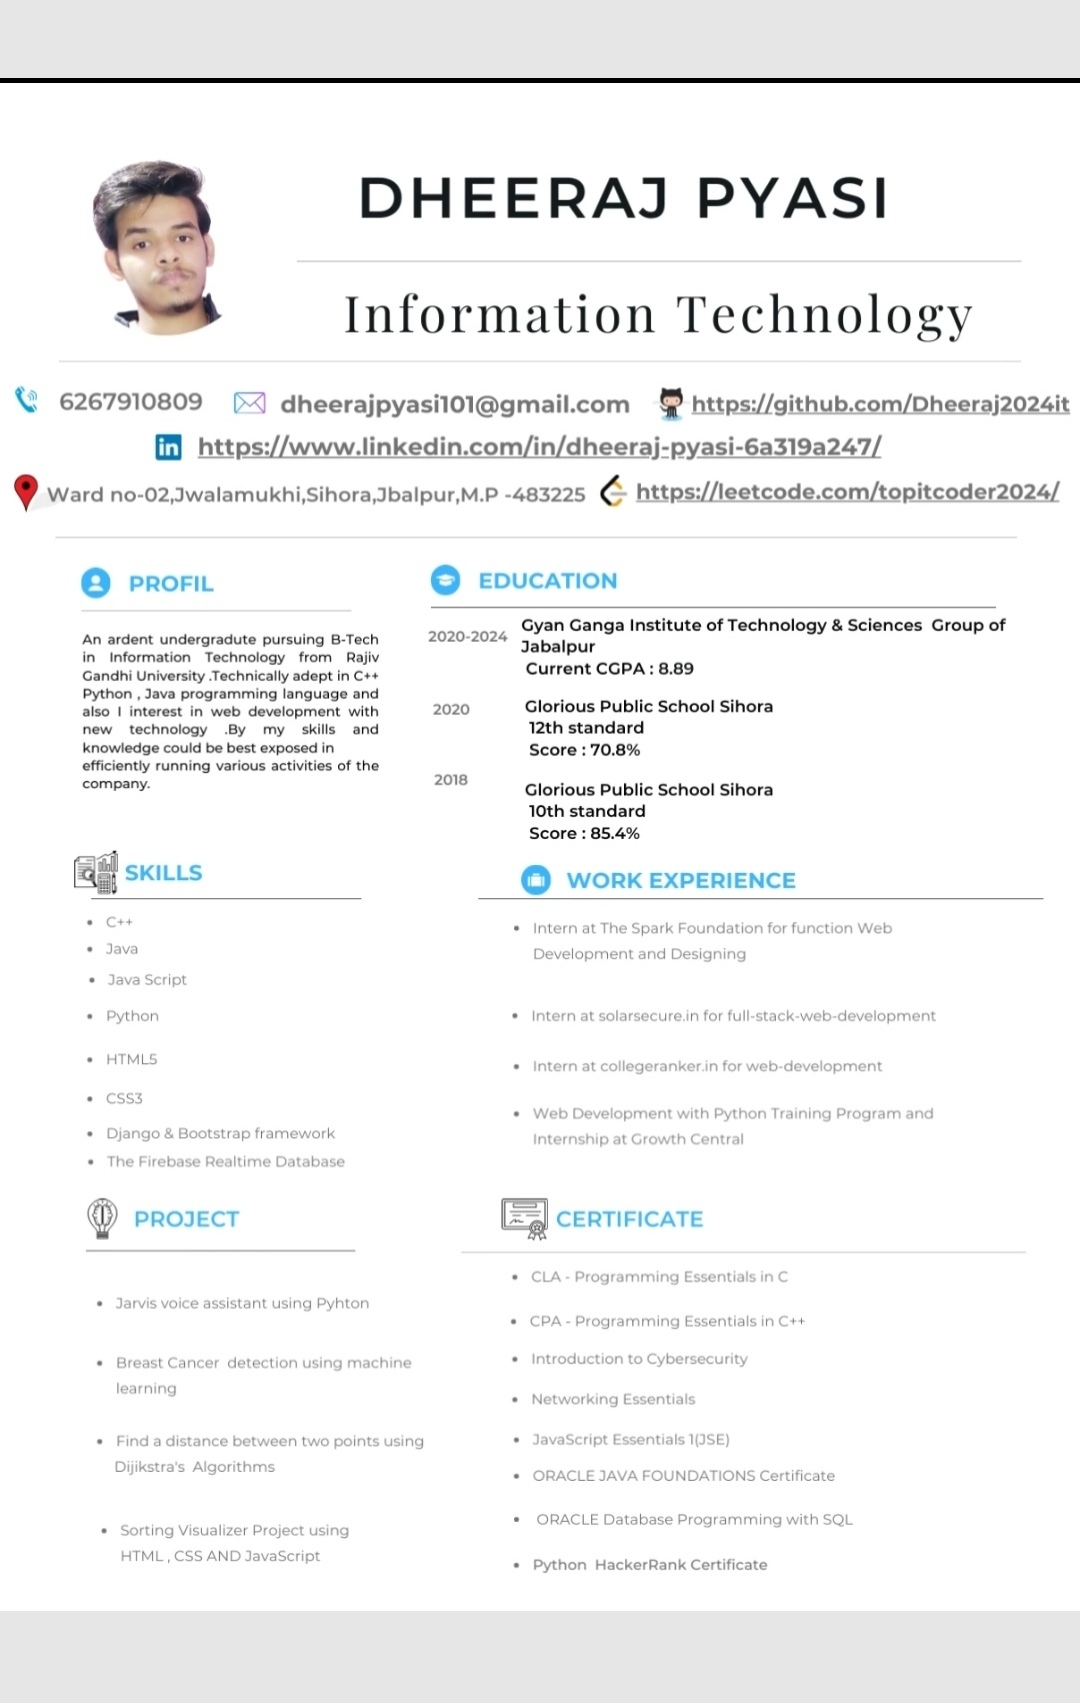 DHEERAJ PYASI
Information Technology
6267910809
dheerajpyasi101@gmail.com
https://github.com/Dheeraj2024it
in https://www.linkedin.com/in/dheeraj-pyasi-6a319a247/
Ward no-02,Jwalamukhi,Sihora,Jbalpur,M.P -483225
https://leetcode.com/topitcoder2024/
PROFIL
An ardent undergradute pursuing B-Tech
in Information Technology from Rajiv
Gandhi University .Technically adept in C++
Python , Java programming language and
also I interest in web development with
new technology .By my skills and
knowledge could be best exposed in
efficiently running various activities of the
company.
EDUCATION
2020-2024
Gyan Ganga Institute of Technology & Sciences Group of
Jabalpur
Current CGPA : 8.89
2020
Glorious Public School Sihora
12th standard
Score : 70.8%
2018
Glorious Public School Sihora
10th standard
Score : 85.4%
SKILLS
• C++
• Java
• Java Script
• Python
• HTML5
• CSS3
• Django & Bootstrap framework
• The Firebase Realtime Database
WORK EXPERIENCE
• Intern at The Spark Foundation for function Web
Development and Designing
• Intern at solarsecure.in for full-stack-web-development
• Intern at collegeranker.in for web-development
• Web Development with Python Training Program and
Internship at Growth Central
PROJECT
• Jarvis voice assistant using Pyhton
• Breast Cancer detection using machine
learning
• Find a distance between two points using
Dijikstra's Algorithms
• Sorting Visualizer Project using
HTML , CSS AND JavaScript
CERTIFICATE
• CLA - Programming Essentials in C
• CPA - Programming Essentials in C++
• Introduction to Cybersecurity
• Networking Essentials
• JavaScript Essentials 1(JSE)
• ORACLE JAVA FOUNDATIONS Certificate
• ORACLE Database Programming with SQL
• Python HackerRank Certificate